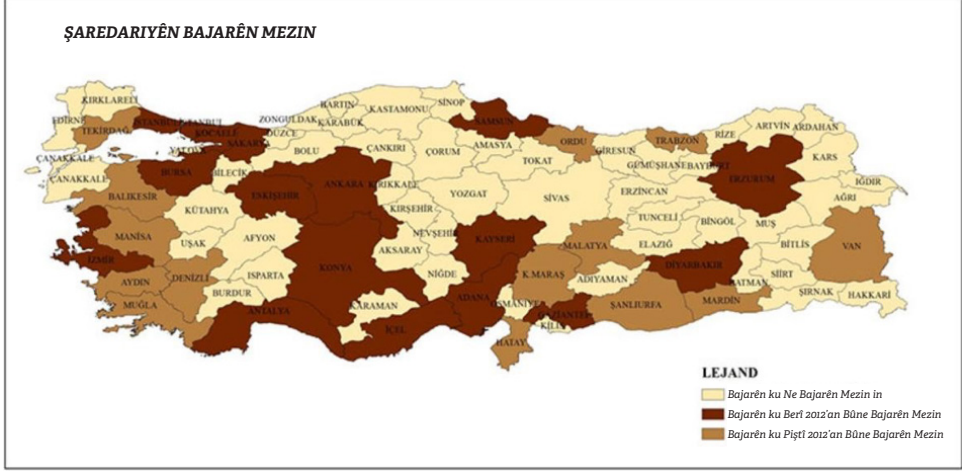 ŞAREDARIYÊN BAJARÊN MEZIN
KIRKLARELİ
EDİRNE
TEKİRDAĞ
İSTANBUL İSTANBUL
KOCAELİ
SAKARYA
YALOVA
ZONGULDAK
BARTIN
KARABÜK
DÜZCE
BOLU
KASTAMONU
SİNOP
SAMSUN
ÇANKIRI
ÇORUM
AMASYA
TOKAT
ORDU
GİRESUN
TRABZON
RİZE
ARTVİN
ARDAHAN
GÜMÜŞHANE
BAYBURT
KARS
IĞDIR
AĞRI
ERZURUM
ERZİNCAN
ÇANAKKALE
ÇANAKKALE
BALIKESİR
BURSA
BİLECİK
ESKİŞEHİR
ANKARA
KIRIKKALE
KIRŞEHİR
YOZGAT
SİVAS
TUNCELİ
BİNGÖL
MUŞ
BİTLİS
VAN
KÜTAHYA
MANİSA
UŞAK
AFYON
İZMİR
AYDIN
DENİZLİ
MUĞLA
BURDUR
ISPARTA
ANTALYA
KONYA
AKSARAY
NEVŞEHİR
NİĞDE
KAYSERİ
KARAMAN
İÇEL
ADANA
OSMANİYE
HATAY
K.MARAŞ
MALATYA
ELAZIĞ
ADIYAMAN
GAZİANTEP
KİLİS
ŞANLIURFA
DİYARBAKIR
MARDİN
BATMAN
SİİRT
ŞIRNAK
HAKKARİ
LEJAND
Bajarên ku Ne Bajarên Mezin in
Bajarên ku Berî 2012'an Bûne Bajarên Mezin
Bajarên ku Piştî 2012'an Bûne Bajarên Mezin